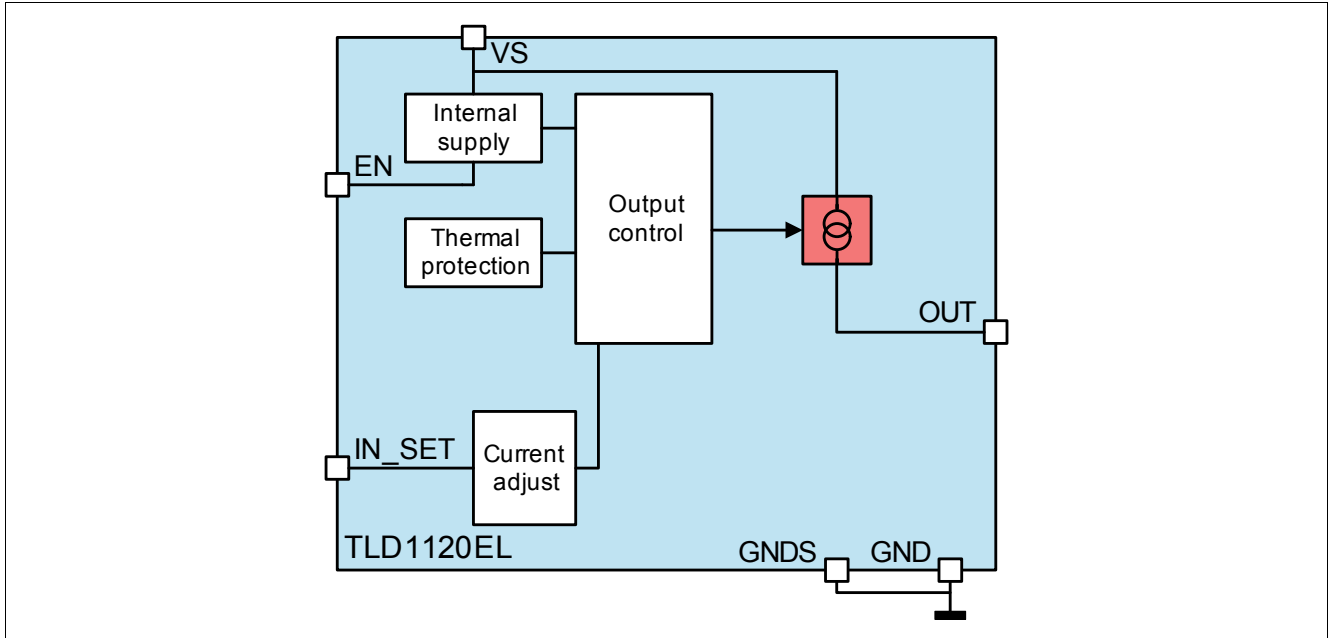 VS
Internal
supply
EN
Output
control
Thermal
protection
OUT
IN_SET
Current
adjust
TLD1120EL
GNDS
GND